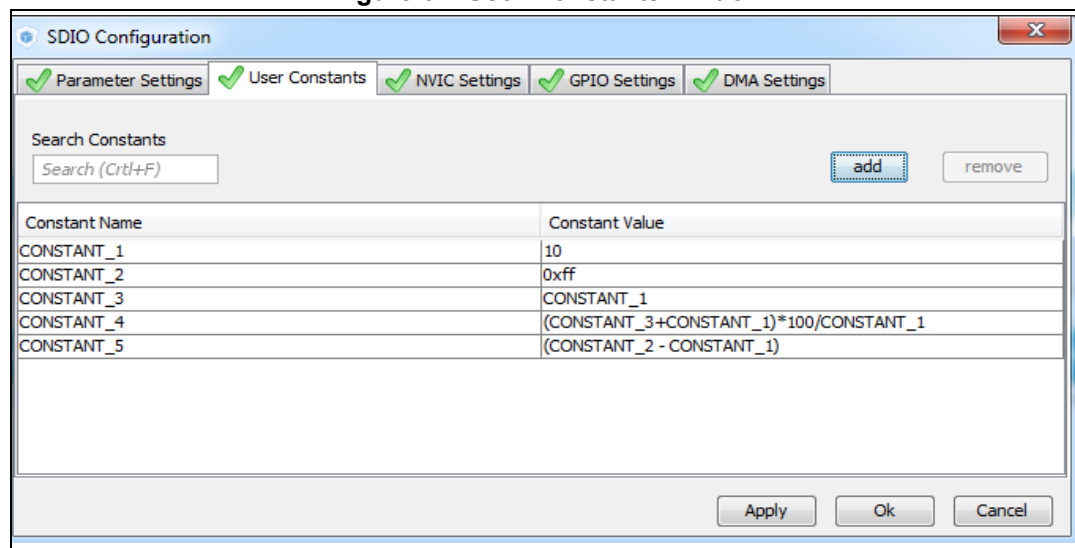 SDIO Configuration
Parameter Settings User Constants NVIC Settings GPIO Settings DMA Settings
Search Constants
Search (Crtl+F) add remove
Constant Name Constant Value
CONSTANT_1 10
CONSTANT_2 0xff
CONSTANT_3 CONSTANT_1
CONSTANT_4 (CONSTANT_3+CONSTANT_1)*100/CONSTANT_1
CONSTANT_5 (CONSTANT_2 - CONSTANT_1)
Apply Ok Cancel